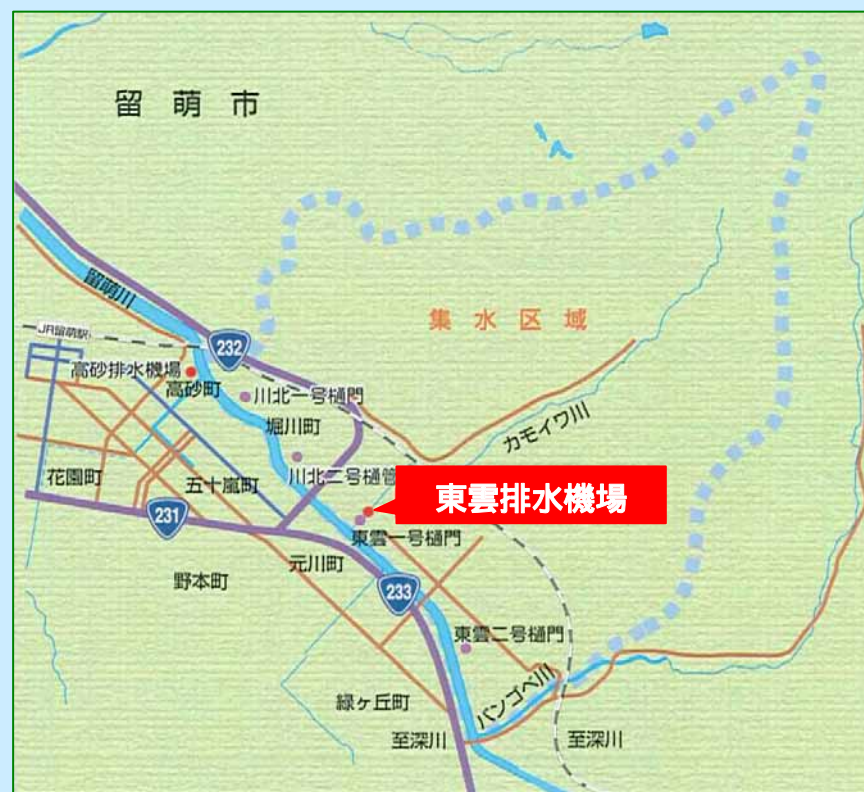 留萌市
留萌川
JR留萌駅
232
集水区域
高砂排水機場
高砂町
川北一号樋門
堀川町
カモイワ川
川北二号樋管
花園町
五十嵐町
東雲排水機場
231
東雲一号樋門
元川町
野本町
233
東雲二号樋門
バンゴベ川
緑ヶ丘町
至深川
至深川